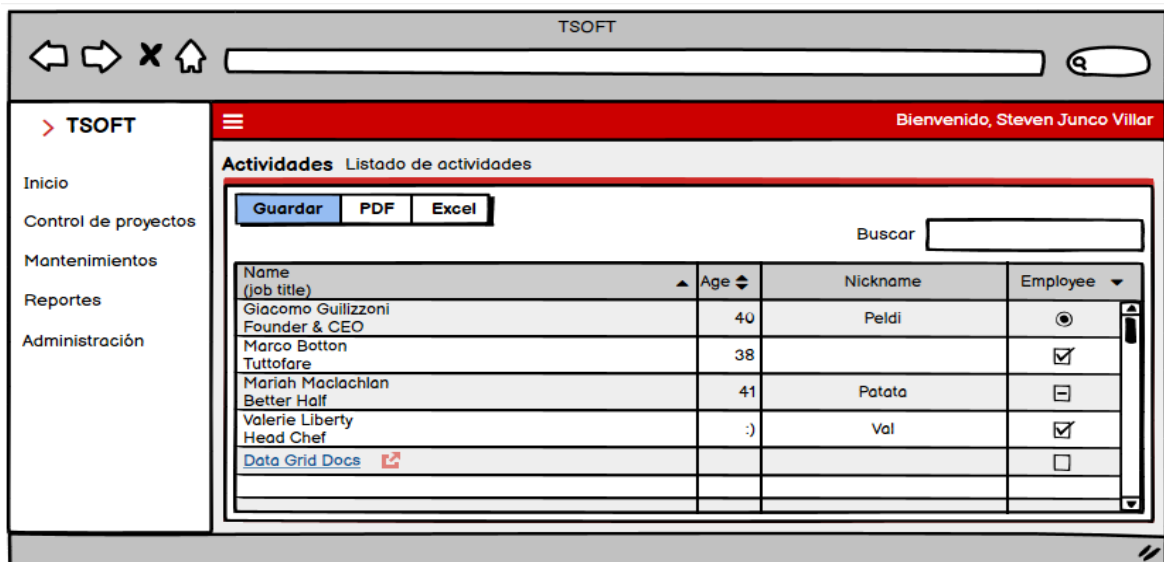 TSOFT
> TSOFT
Bienvenido, Steven Junco Villar
Inicio
Control de proyectos
Mantenimientos
Reportes
Administración
Actividades Listado de actividades
Guardar PDF Excel
Buscar
Name
(job title) Age Nickname Employee
Giacomo Guilizzoni
Founder & CEO 40 Peldi
Marco Botton
Tuttofare 38
Mariah Maclachlan
Better Half 41 Patata
Valerie Liberty
Head Chef :) Val
Data Grid Docs